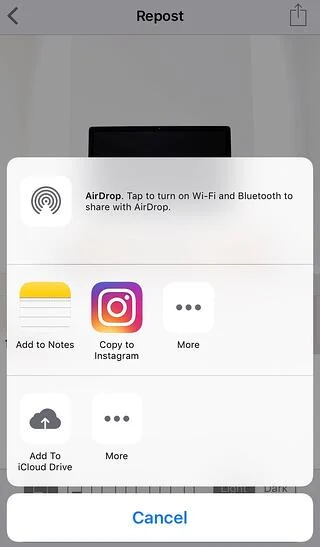 Repost
AirDrop. Tap to turn on Wi-Fi and Bluetooth to
share with AirDrop.
Add to Notes
Copy to
Instagram
More
Add To
iCloud Drive
More
Light Dark
Cancel